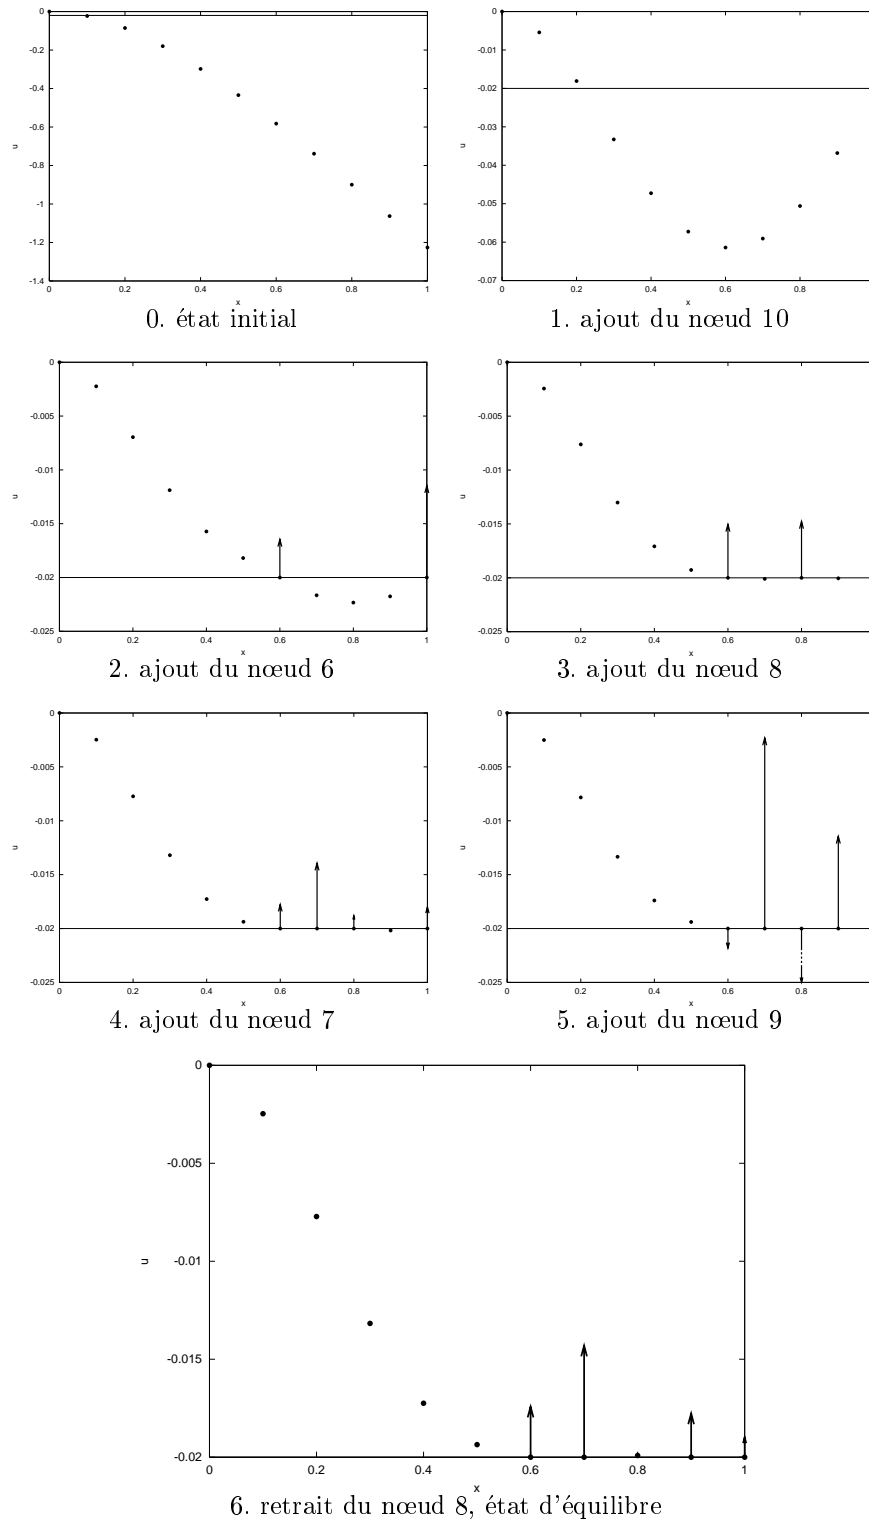 0
-0.2
-0.4
-0.6
-0.8
-1
-1.2
-1.4
u
0 0.2 0.4 0.6 0.8 1
x
0. état initial
0
-0.01
-0.02
-0.03
-0.04
-0.05
-0.06
-0.07
u
0 0.2 0.4 0.6 0.8
x
1. ajout du nœud 10
0
-0.005
-0.01
-0.015
-0.02
-0.025
u
0 0.2 0.4 0.6 0.8 1
x
2. ajout du nœud 6
0
-0.005
-0.01
-0.015
-0.02
-0.025
u
0 0.2 0.4 0.6 0.8
x
3. ajout du nœud 8
0
-0.005
-0.01
-0.015
-0.02
-0.025
u
0 0.2 0.4 0.6 0.8 1
x
4. ajout du nœud 7
0
-0.005
-0.01
-0.015
-0.02
-0.025
u
0 0.2 0.4 0.6 0.8
x
5. ajout du nœud 9
0
-0.005
-0.01
-0.015
-0.02
u
0 0.2 0.4 0.6 0.8 1
x
6. retrait du nœud 8, état d'équilibre